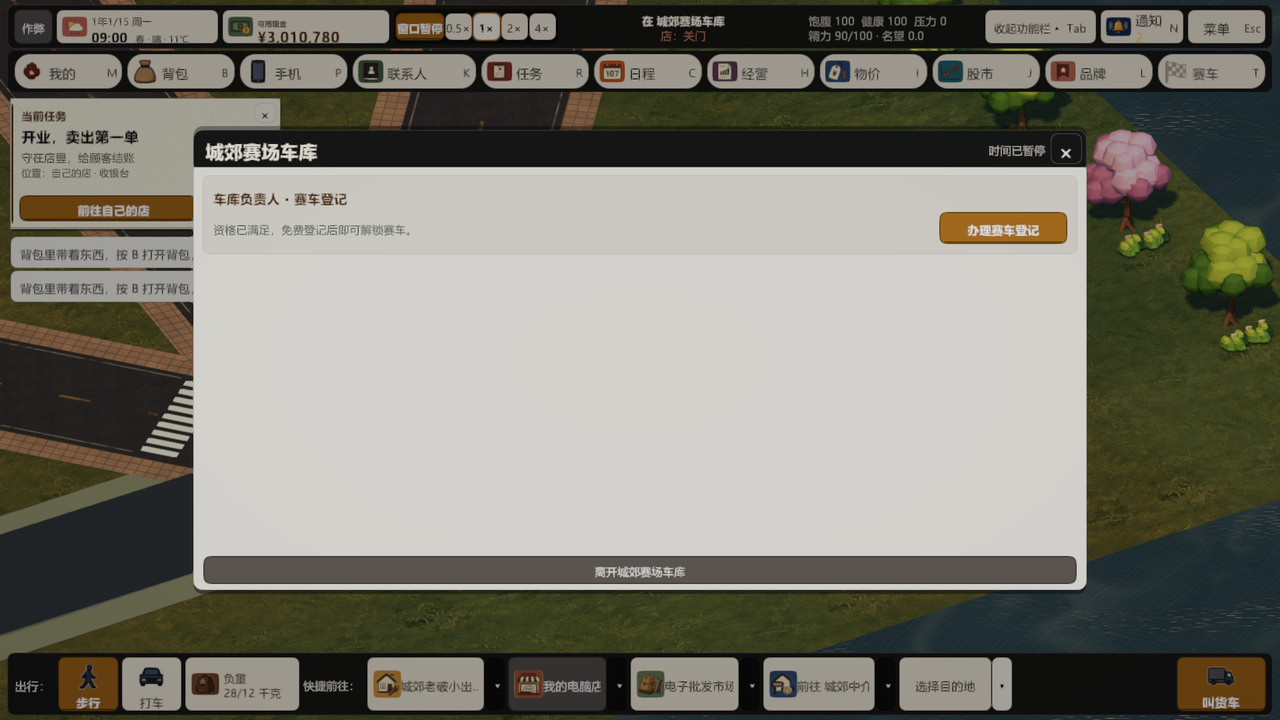 作弊
1年1/15 周一
09:00 春·晴·11℃
可用现金
¥3,010,780
窗口暂停 0.5× 1× 2× 4×
在 城郊赛场车库
店：关门
饱腹 100 健康 100 压力 0
精力 90/100 · 名望 0.0
收起功能栏 · Tab
通知 2 N
菜单 Esc
我的 M
背包 B
手机 P
联系人 K
任务 R
日程 C
经营 H
物价 I
股市 J
品牌 L
赛车 T
当前任务
×
开业，卖出第一单
守在店里，给顾客结账
位置：自己的店 · 收银台
前往自己的店
背包里带着东西，按 B 打开背包
背包里带着东西，按 B 打开背包
城郊赛场车库
时间已暂停
×
车库负责人 · 赛车登记
资格已满足，免费登记后即可解锁赛车。
办理赛车登记
离开城郊赛场车库
出行：
步行
打车
负重
28/12 千克
快捷前往：
城郊老破小出..
我的电脑店
电子批发市场
前往 城郊中介
选择目的地
叫货车